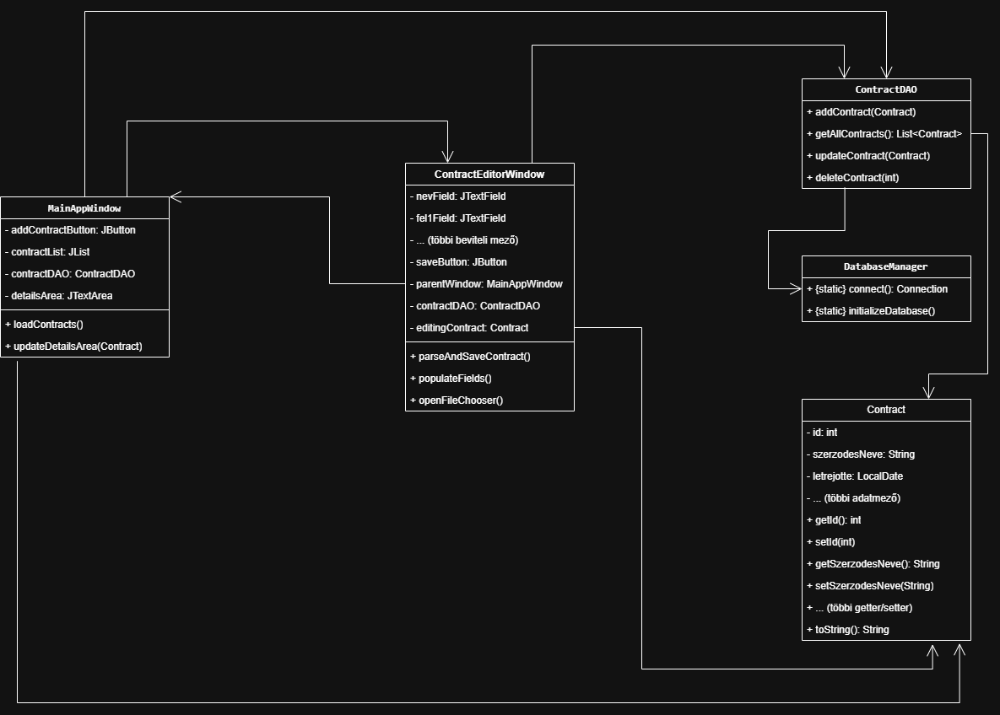 MainAppWindow
- addContractButton: JButton
- contractList: JList
- contractDAO: ContractDAO
- detailsArea: JTextArea
+ loadContracts()
+ updateDetailsArea(Contract)
ContractEditorWindow
- nevField: JTextField
- fel1Field: JTextField
- ... (többi beviteli mező)
- saveButton: JButton
- parentWindow: MainAppWindow
- contractDAO: ContractDAO
- editingContract: Contract
+ parseAndSaveContract()
+ populateFields()
+ openFileChooser()
ContractDAO
+ addContract(Contract)
+ getAllContracts(): List<Contract>
+ updateContract(Contract)
+ deleteContract(int)
DatabaseManager
+ {static} connect(): Connection
+ {static} initializeDatabase()
Contract
- id: int
- szerzodesNeve: String
- letrejotte: LocalDate
- ... (többi adatmező)
+ getId(): int
+ setId(int)
+ getSzerzodesNeve(): String
+ setSzerzodesNeve(String)
+ ... (többi getter/setter)
+ toString(): String